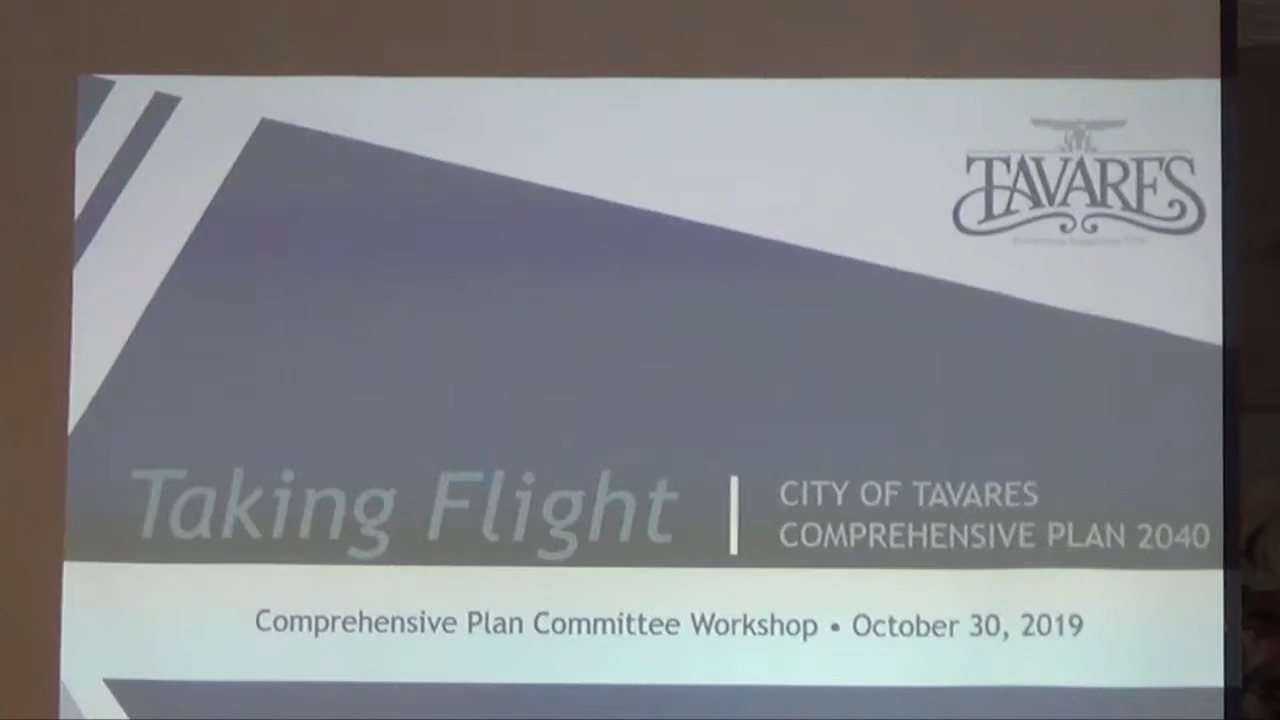 TAVARES
Taking Flight
CITY OF TAVARES
COMPREHENSIVE PLAN 2040
Comprehensive Plan Committee Workshop • October 30, 2019